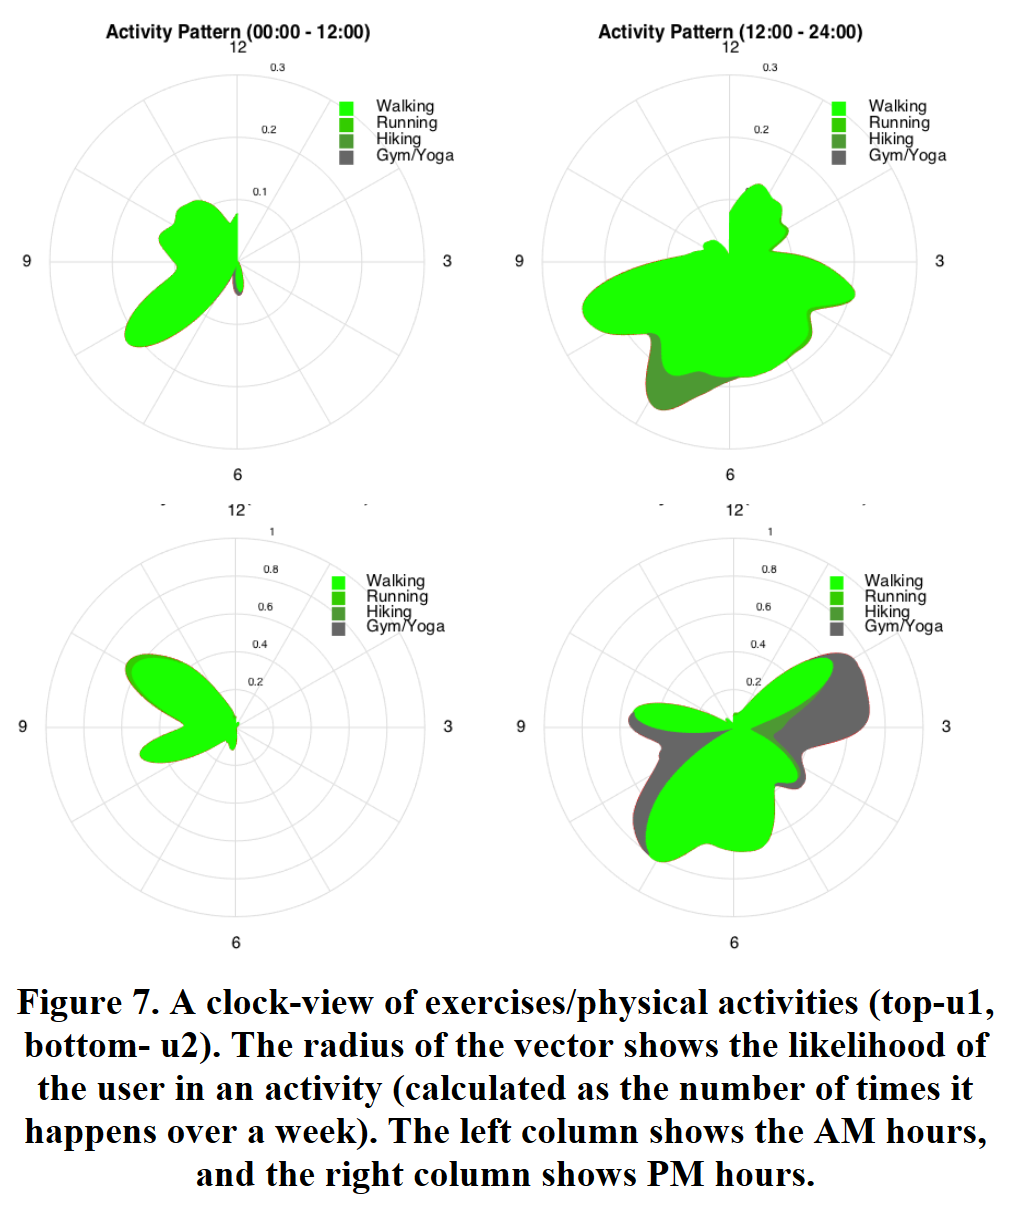 Activity Pattern (00:00 - 12:00)
12
0.3
0.2
0.1
Walking
Running
Hiking
Gym/Yoga
9
3
6
Activity Pattern (12:00 - 24:00)
12
0.3
0.2
Walking
Running
Hiking
Gym/Yoga
9
3
6
12
1
0.8
0.6
0.4
0.2
Walking
Running
Hiking
Gym/Yoga
9
3
6
12
1
0.8
0.6
0.4
0.2
Walking
Running
Hiking
Gym/Yoga
9
3
6
Figure 7. A clock-view of exercises/physical activities (top-u1,
bottom- u2). The radius of the vector shows the likelihood of
the user in an activity (calculated as the number of times it
happens over a week). The left column shows the AM hours,
and the right column shows PM hours.